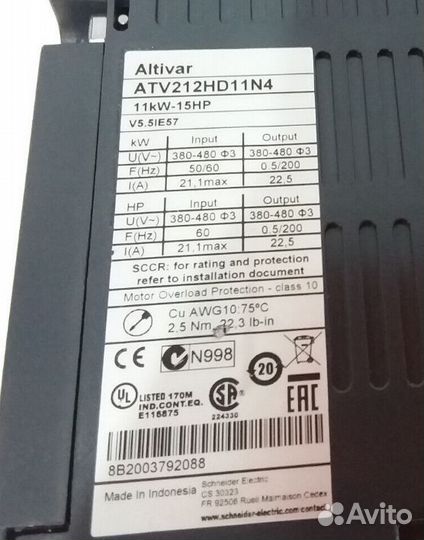 Altivar
ATV212HD11N4
11kW-15HP
V5.5IE57
kW Input Output
U(V~) 380-480 Φ3 380-480 Φ3
F(Hz) 50/60 0.5/200
I(A) 21,1max 22,5
HP Input Output
U(V~) 380-480 Φ3 380-480 Φ3
F(Hz) 60 0.5/200
I(A) 21,1max 22,5
SCCR: for rating and protection
refer to installation document
Motor Overload Protection - class 10
Cu AWG10:75°C
2.5 Nm, 22.3 lb-in
CE N998 20 EAC
UL LISTED 170M
IND.CONT.EQ.
E116875
SA
224330
8B2003792088
Made In Indonesia
Schneider Electric
CS 30323
FR 92506 Rueil Malmaison Cedex
www.schneider-electric.com
Avito